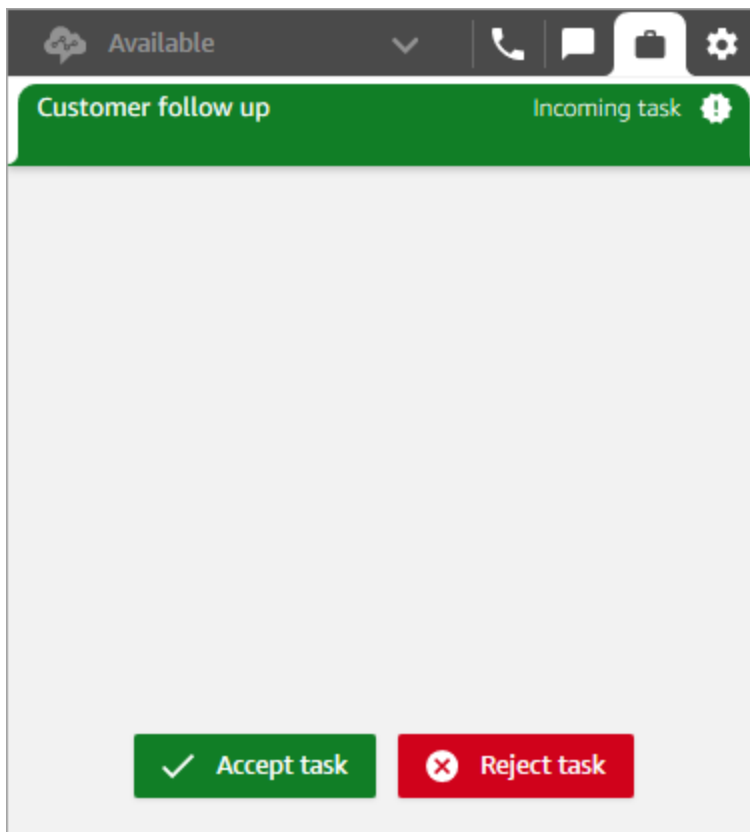 Available
Customer follow up
Incoming task
Accept task
Reject task